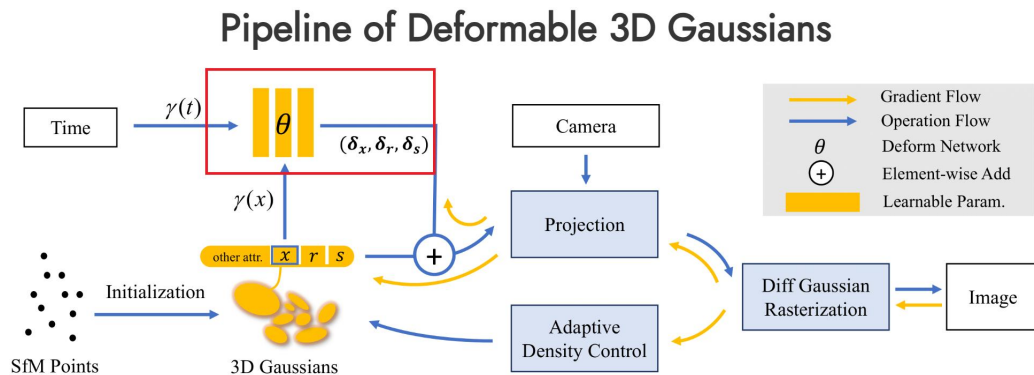 Pipeline of Deformable 3D Gaussians
Time
γ(t)
θ
(δx, δr, δs)
γ(x)
Camera
Gradient Flow
Operation Flow
θ Deform Network
+ Element-wise Add
Learnable Param.
other attr. x r s
+
Projection
Initialization
SfM Points
3D Gaussians
Adaptive
Density Control
Diff Gaussian
Rasterization
Image